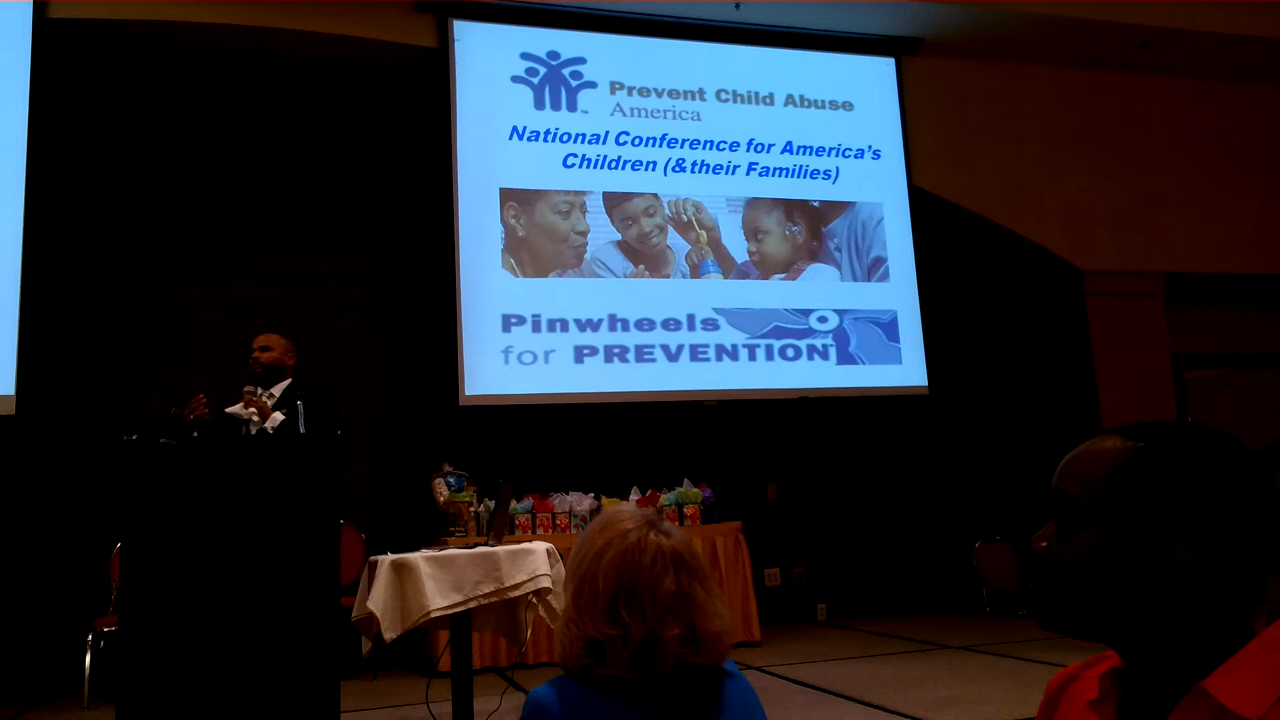 Prevent Child Abuse
America
National Conference for America's
Children (&their Families)
Pinwheels
for PREVENTION